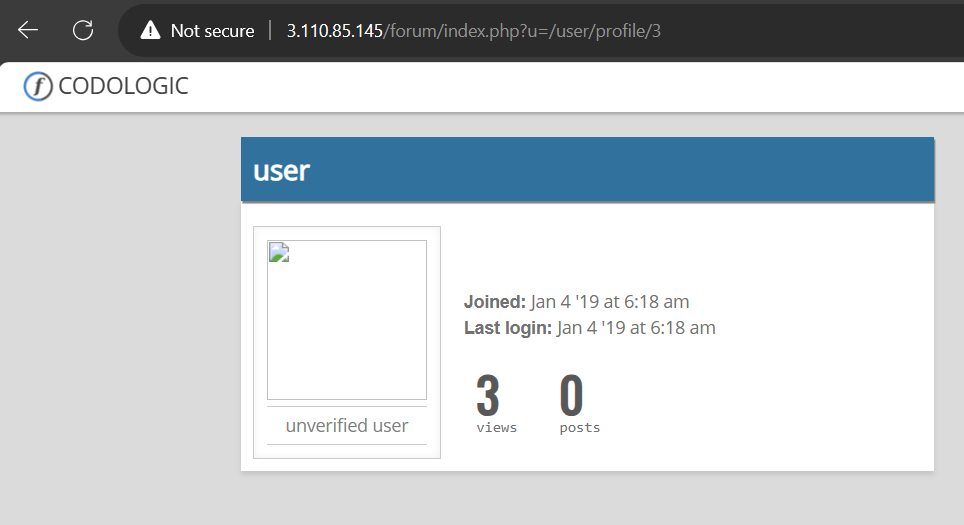 Not secure 3.110.85.145/forum/index.php?u=/user/profile/3
CODOLOGIC
user
Joined: Jan 4 '19 at 6:18 am
Last login: Jan 4 '19 at 6:18 am
3 0
views posts
unverified user